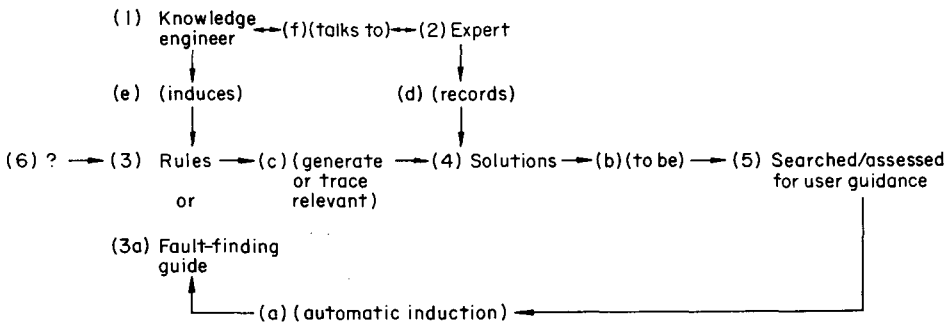 (1) Knowledge
engineer
(f)(talks to)
(2) Expert
(e) (induces)
(d) (records)
(6) ?
(3) Rules
(c) (generate
or trace
relevant)
(4) Solutions
(b)(to be)
(5) Searched/assessed
for user guidance
or
(3a) Fault-finding
guide
(a) (automatic induction)